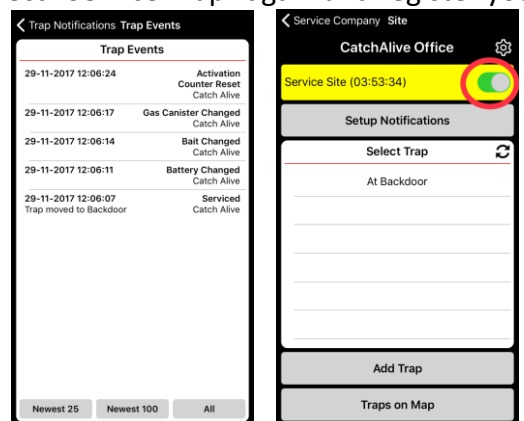 Trap Notifications Trap Events
Trap Events
29-11-2017 12:06:24 Activation
Counter Reset
Catch Alive
29-11-2017 12:06:17 Gas Canister Changed
Catch Alive
29-11-2017 12:06:14 Bait Changed
Catch Alive
29-11-2017 12:06:11 Battery Changed
Catch Alive
29-11-2017 12:06:07 Serviced
Trap moved to Backdoor Catch Alive
Newest 25 Newest 100 All
Service Company Site
CatchAlive Office
Service Site (03:53:34)
Setup Notifications
Select Trap
At Backdoor
Add Trap
Traps on Map